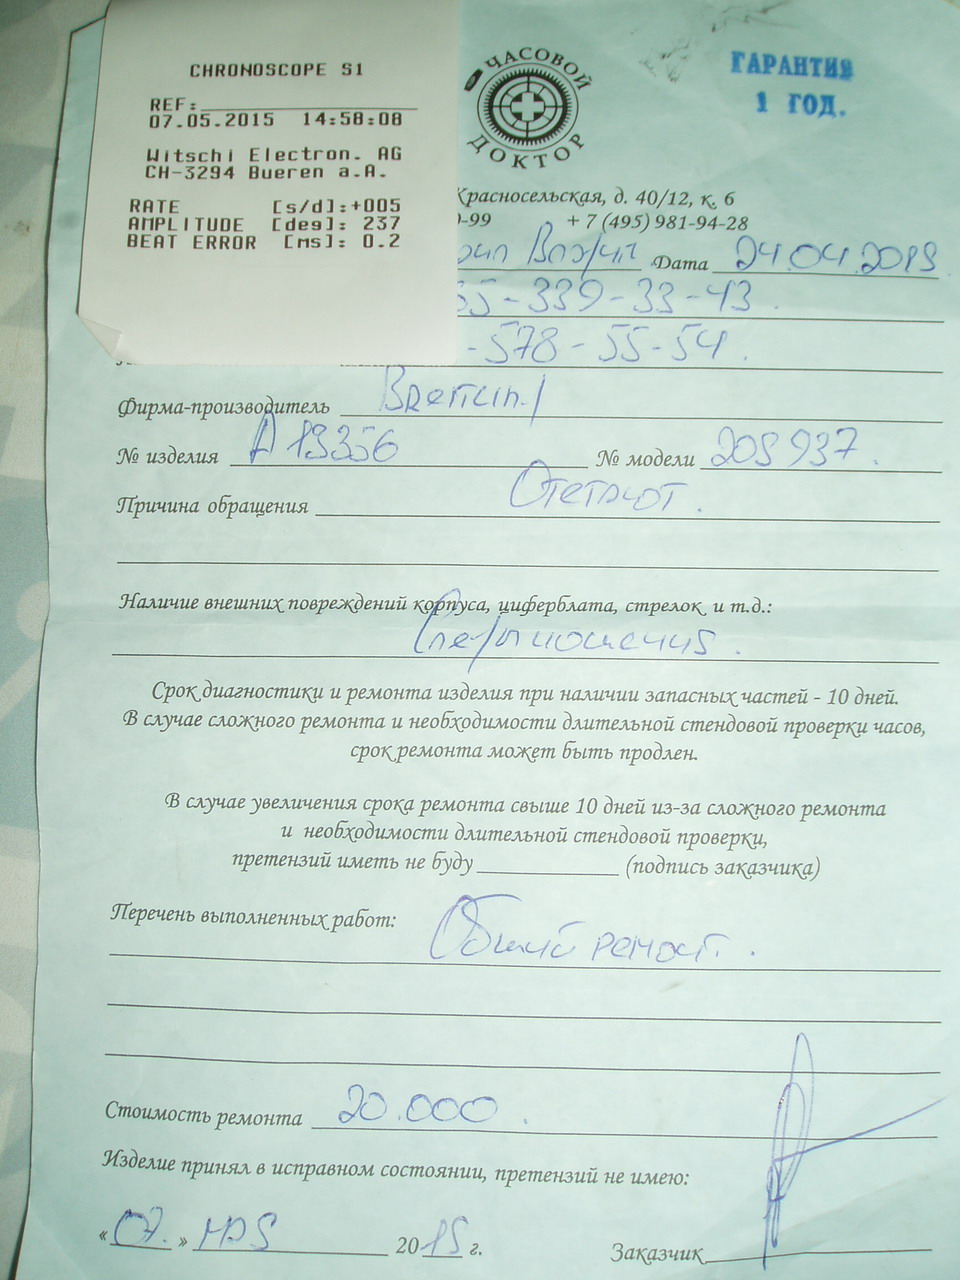 CHRONOSCOPE S1
REF:
07.05.2015 14:58:08
Witschi Electron. AG
CH-3294 Bueren a.A.
RATE [s/d]:+005
AMPLITUDE [deg]: 237
BEAT ERROR [ms]: 0.2
ЧАСОВОЙ
ДОКТОР
ГАРАНТИЯ
1 ГОД.
Красносельская, д. 40/12, к. 6
0-99 + 7 (495) 981-94-28
Дата 24.04.2015
55-339-33-43.
-578-55-54.
Фирма-производитель
№ изделия А19356 № модели 205937.
Причина обращения Отстают.
Наличие внешних повреждений корпуса, циферблата, стрелок и т.д.:
Срок диагностики и ремонта изделия при наличии запасных частей - 10 дней.
В случае сложного ремонта и необходимости длительной стендовой проверки часов,
срок ремонта может быть продлен.
В случае увеличения срока ремонта свыше 10 дней из-за сложного ремонта
и необходимости длительной стендовой проверки,
претензий иметь не буду (подпись заказчика)
Перечень выполненных работ:
Общий ремонт.
Стоимость ремонта 20.000.
Изделие принял в исправном состоянии, претензий не имею:
«07.» мая 2015 г.
Заказчик